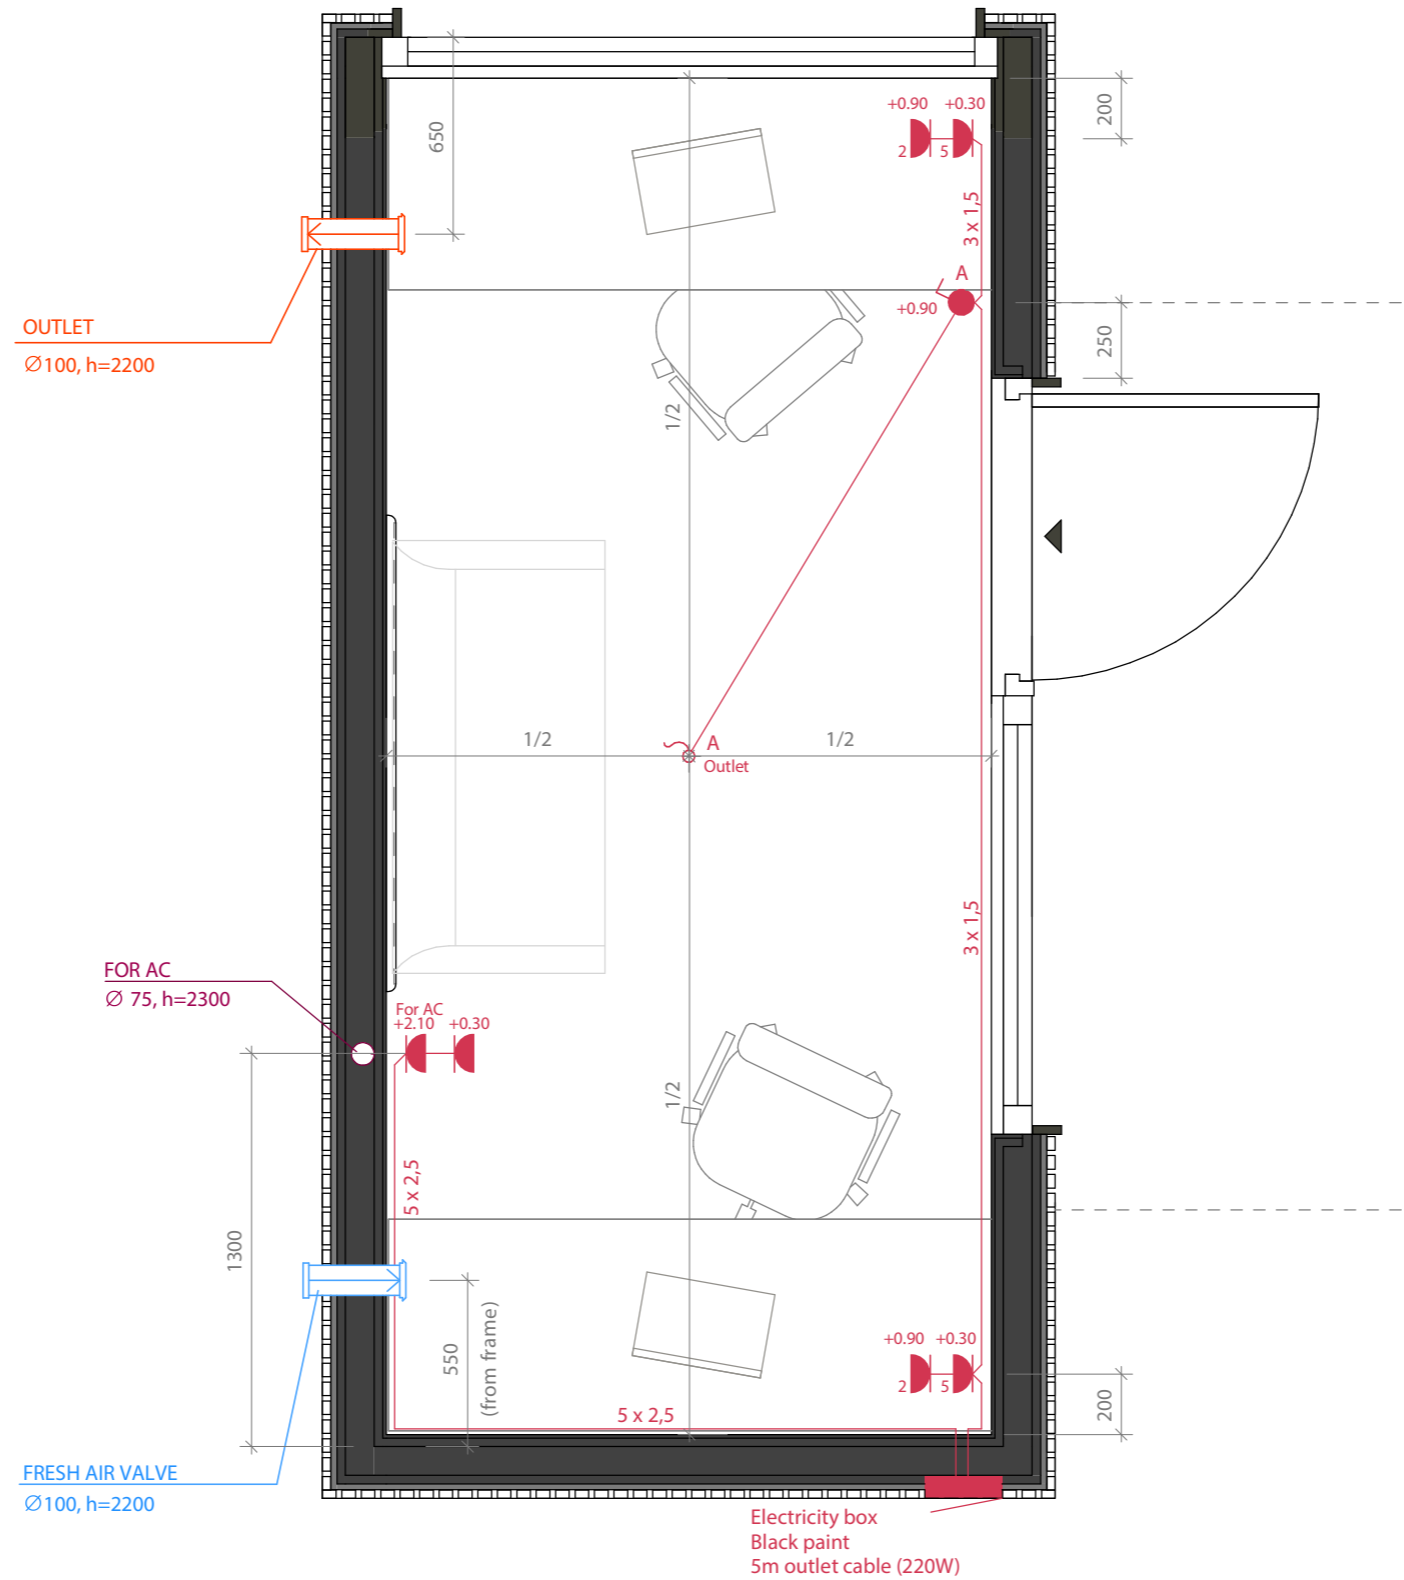 +0.90 +0.30
2 5
200
650
3 x 1,5
A
+0.90
250
OUTLET
Ø100, h=2200
1/2
1/2
1/2
A
Outlet
3 x 1,5
FOR AC
Ø 75, h=2300
For AC
+2.10 +0.30
1/2
5 x 2,5
1300
550
(from frame)
+0.90 +0.30
2 5
200
5 x 2,5
FRESH AIR VALVE
Ø100, h=2200
Electricity box
Black paint
5m outlet cable (220W)